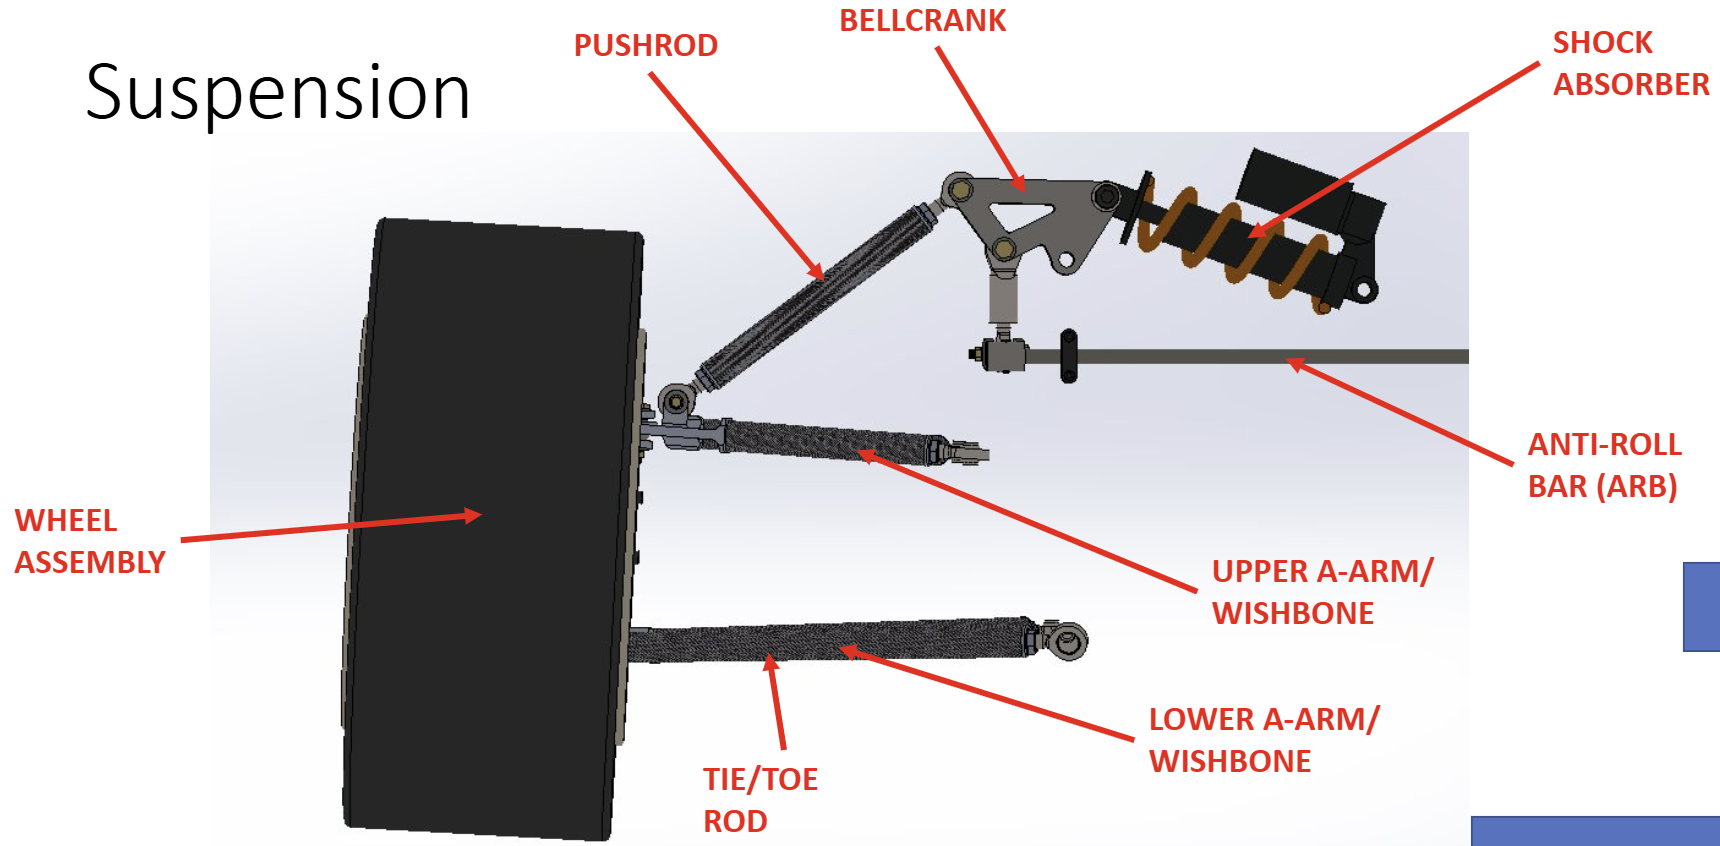 Suspension
PUSHROD
BELLCRANK
SHOCK
ABSORBER
ANTI-ROLL
BAR (ARB)
WHEEL
ASSEMBLY
UPPER A-ARM/
WISHBONE
LOWER A-ARM/
WISHBONE
TIE/TOE
ROD